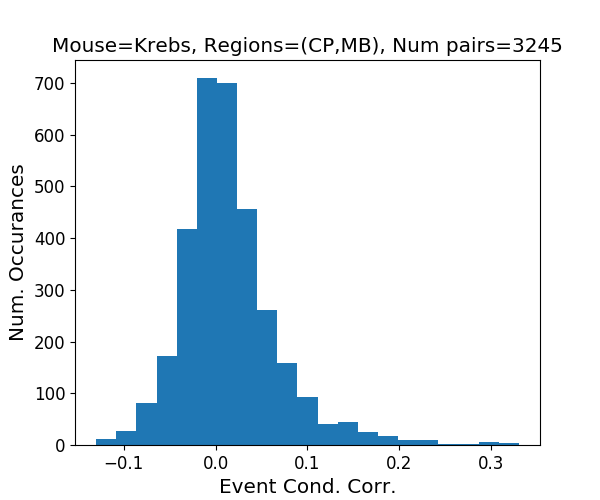 Mouse=Krebs, Regions=(CP,MB), Num pairs=3245
700
600
500
400
300
200
100
0
Num. Occurances
−0.1 0.0 0.1 0.2 0.3
Event Cond. Corr.